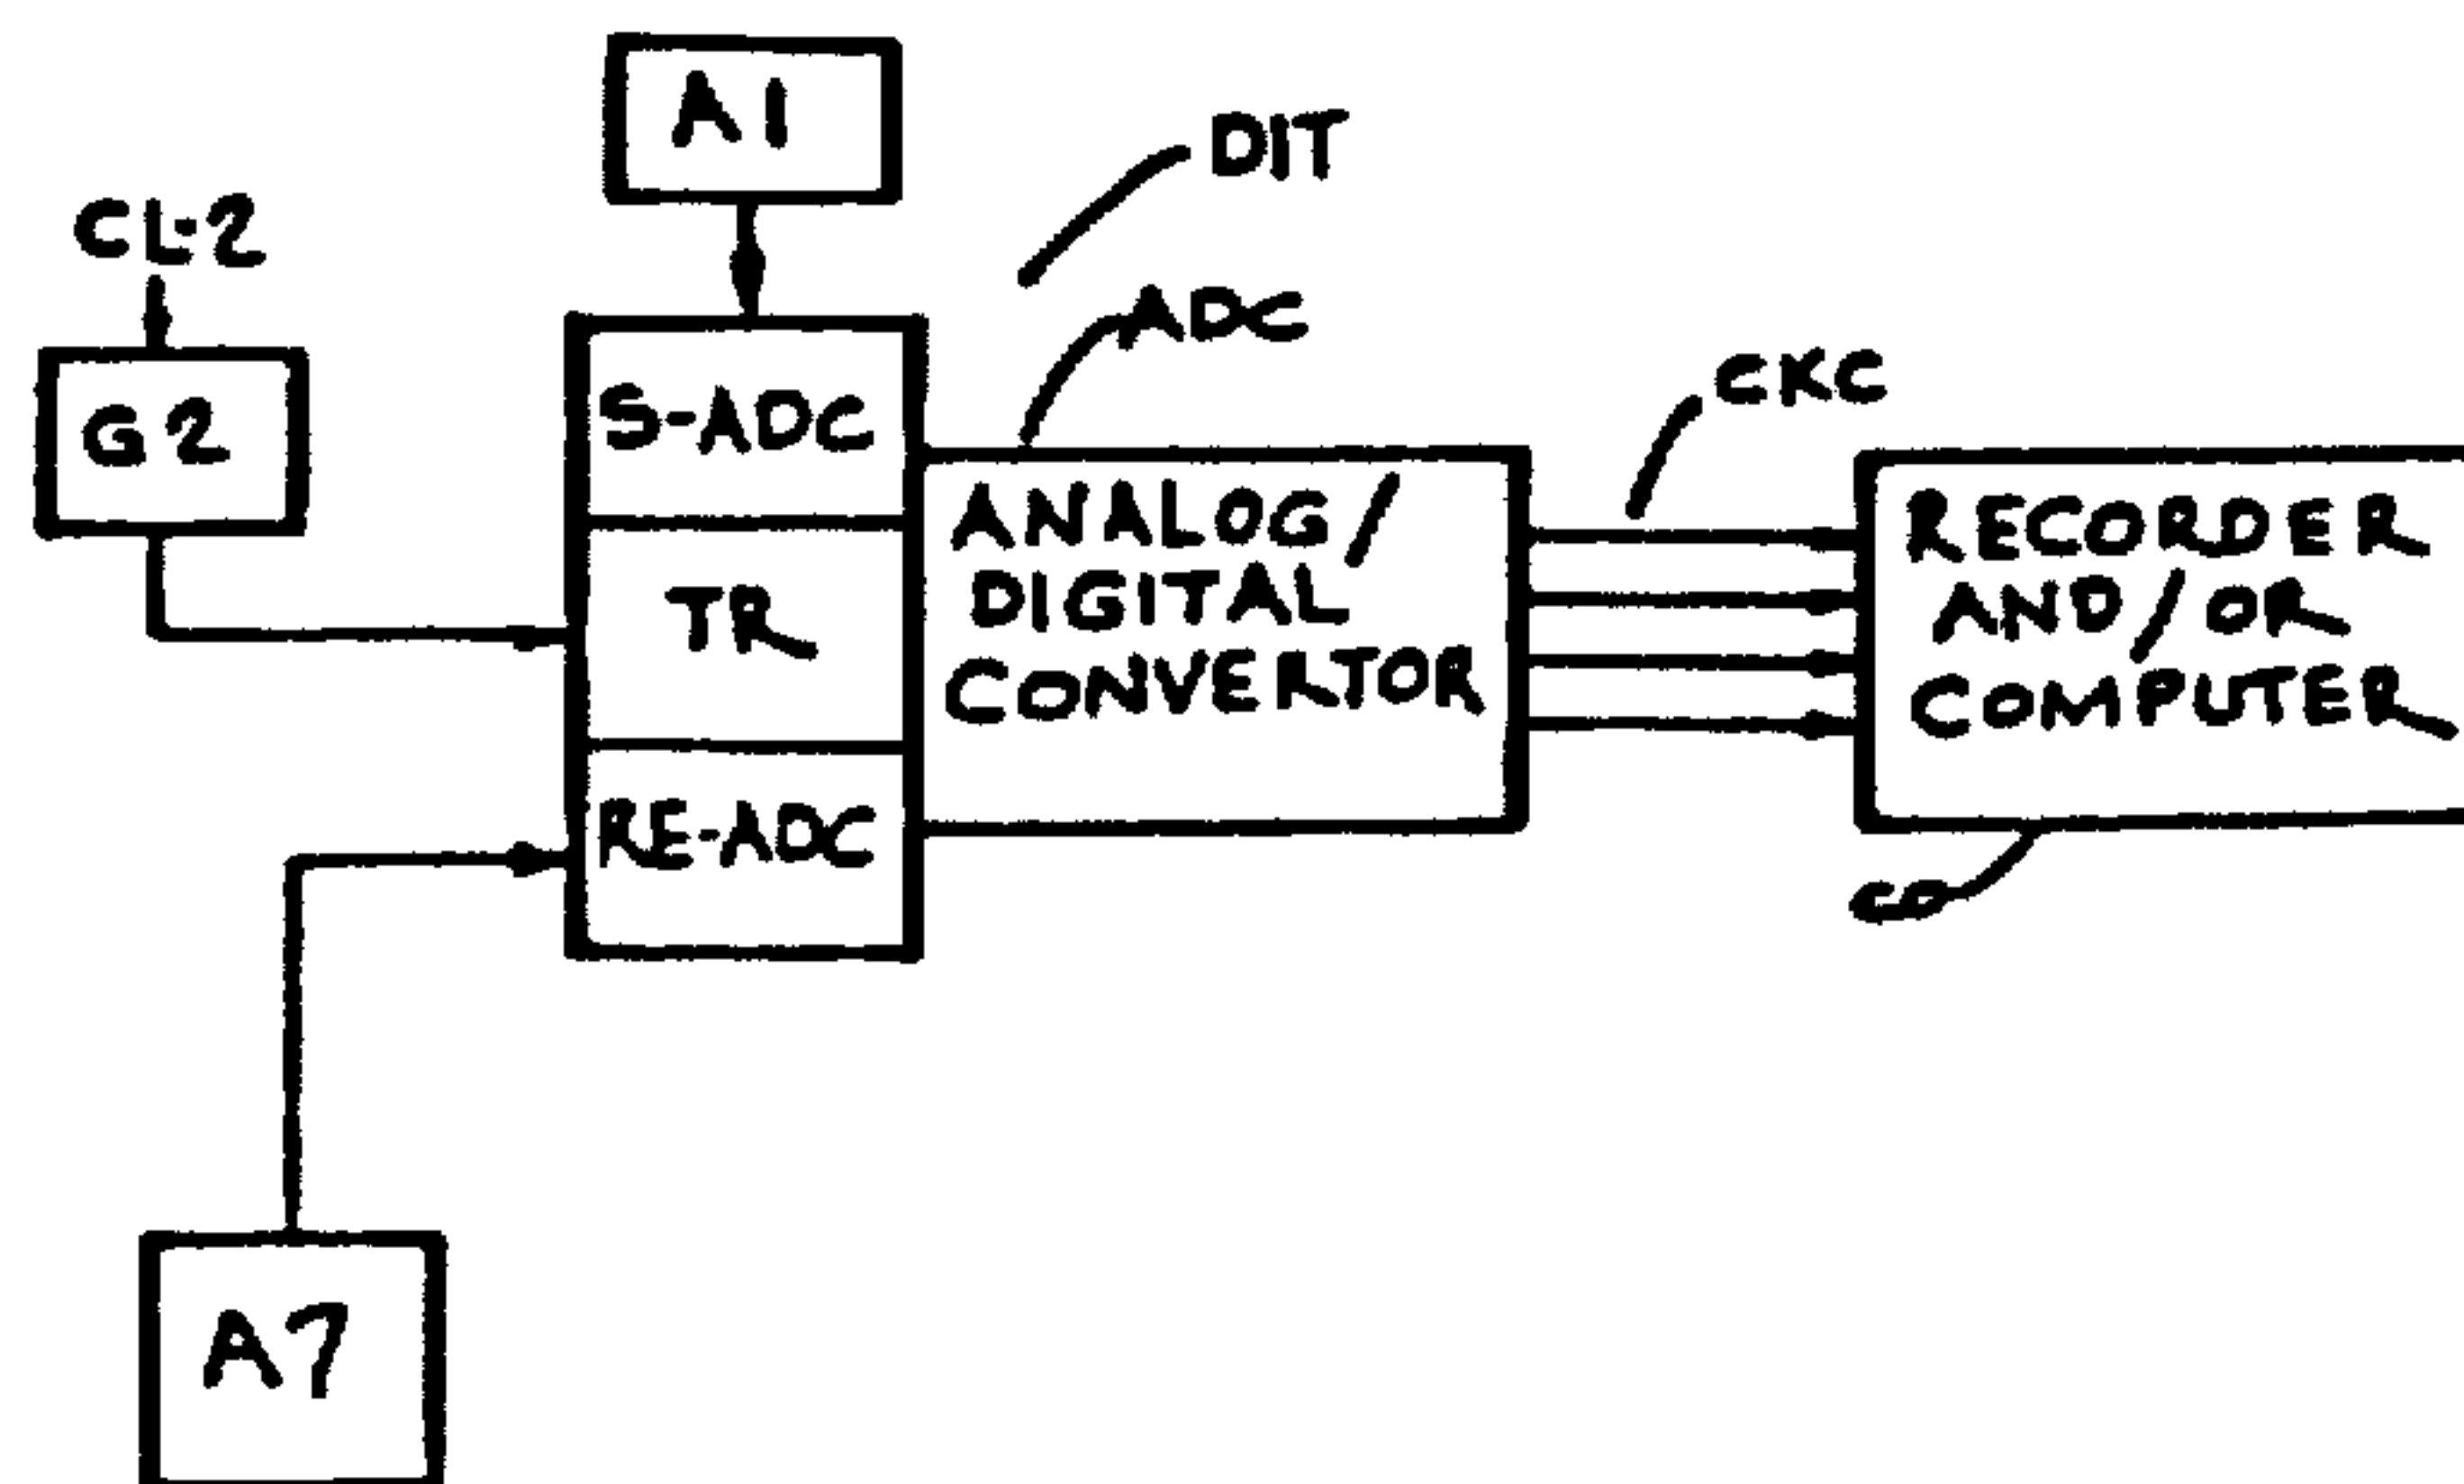 A1
DIT
CL-2
ADC
G2
S-ADC
CKC
ANALOG/
DIGITAL
CONVERTOR
RECORDER
AND/OR
COMPUTER
TR
RE-ADC
CO
A7